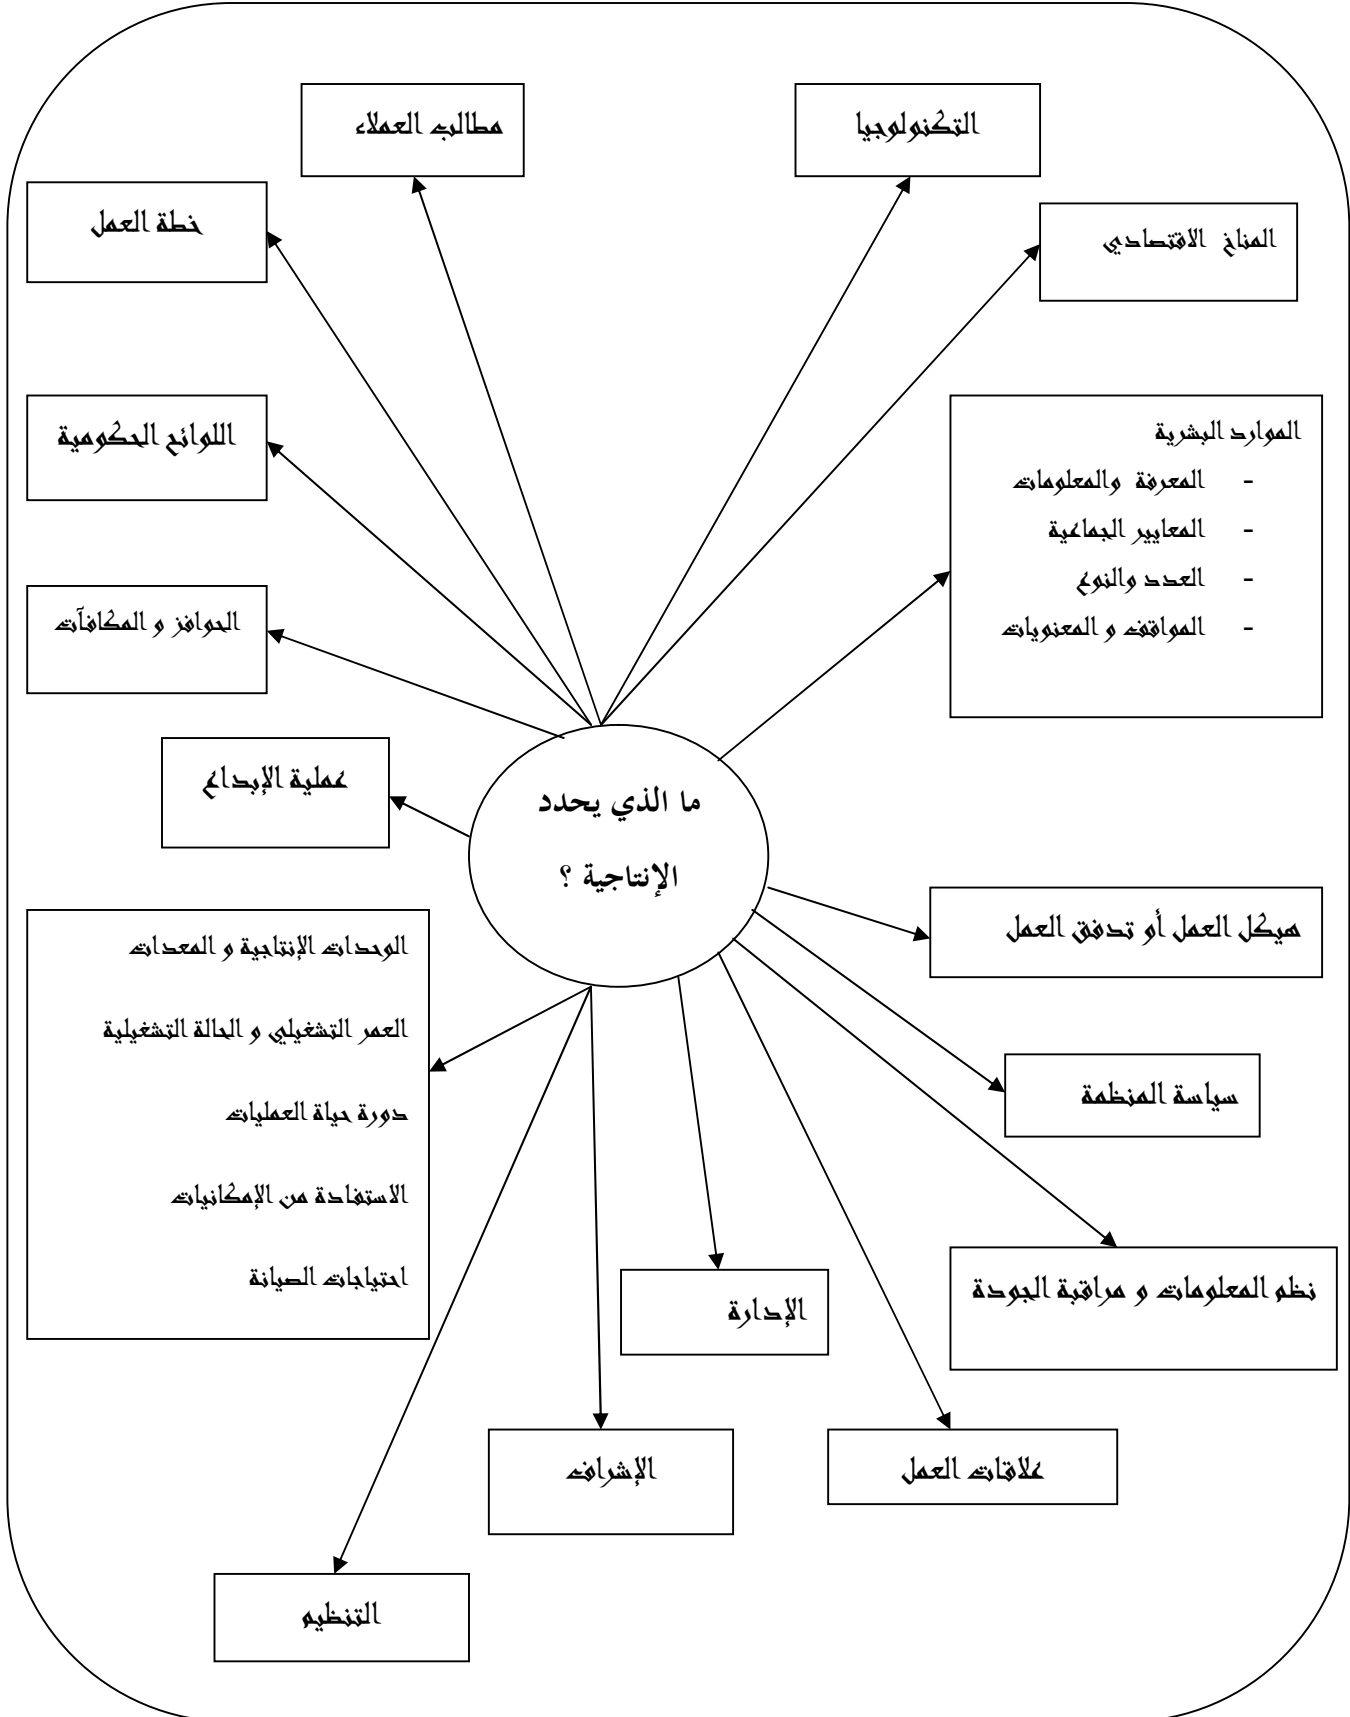 التكنولوجيا
مطالب العملاء
خطة العمل
المناخ الاقتصادي
اللوائح الحكومية
الموارد البشرية
- المعرفة والمعلومات
- المعايير الجماعية
- العدد والنوع
- المواقف و المعنويات
الحوافز و المكافآت
عملية الإبداع
ما الذي يحدد
الإنتاجية ؟
هيكل العمل أو تدفق العمل
الوحدات الإنتاجية و المعدات
العمر التشغيلي و الحالة التشغيلية
دورة حياة العمليات
الاستفادة من الإمكانيات
احتياجات الصيانة
سياسة المنظمة
نظم المعلومات و مراقبة الجودة
الإدارة
علاقات العمل
الإشراف
التنظيم